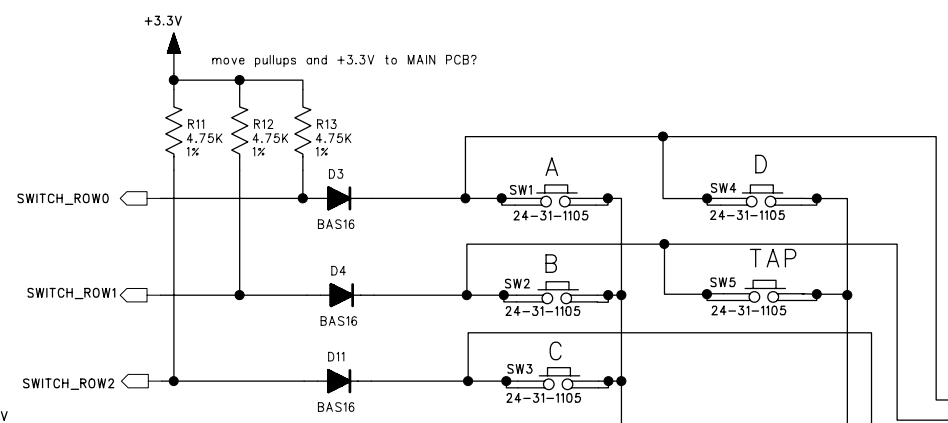 +3.3V
move pullups and +3.3V to MAIN PCB?
R11
4.75K
1%
R12
4.75K
1%
R13
4.75K
1%
A
D
D3
SW1
SW4
SWITCH_ROW0
24-31-1105
24-31-1105
BAS16
B
TAP
D4
SW2
SW5
SWITCH_ROW1
24-31-1105
24-31-1105
BAS16
C
D11
SW3
SWITCH_ROW2
24-31-1105
BAS16
V